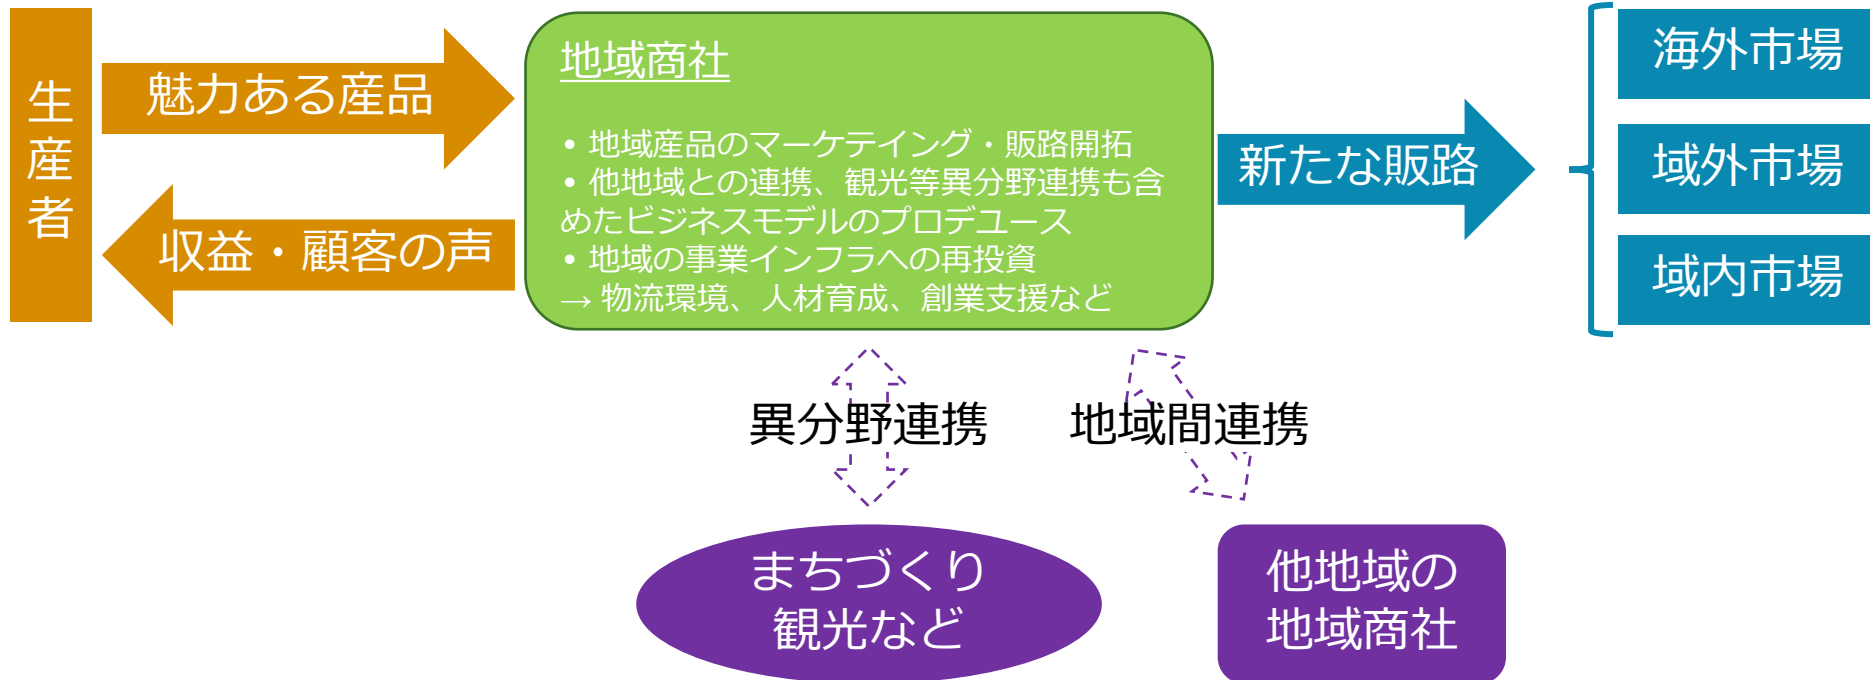 生産者
魅力ある産品
収益・顧客の声
地域商社
• 地域産品のマーケテイング・販路開拓
• 他地域との連携、観光等異分野連携も含
めたビジネスモデルのプロデユース
• 地域の事業インフラへの再投資
→ 物流環境、人材育成、創業支援など
新たな販路
海外市場
域外市場
域内市場
異分野連携
地域間連携
まちづくり
観光など
他地域の
地域商社